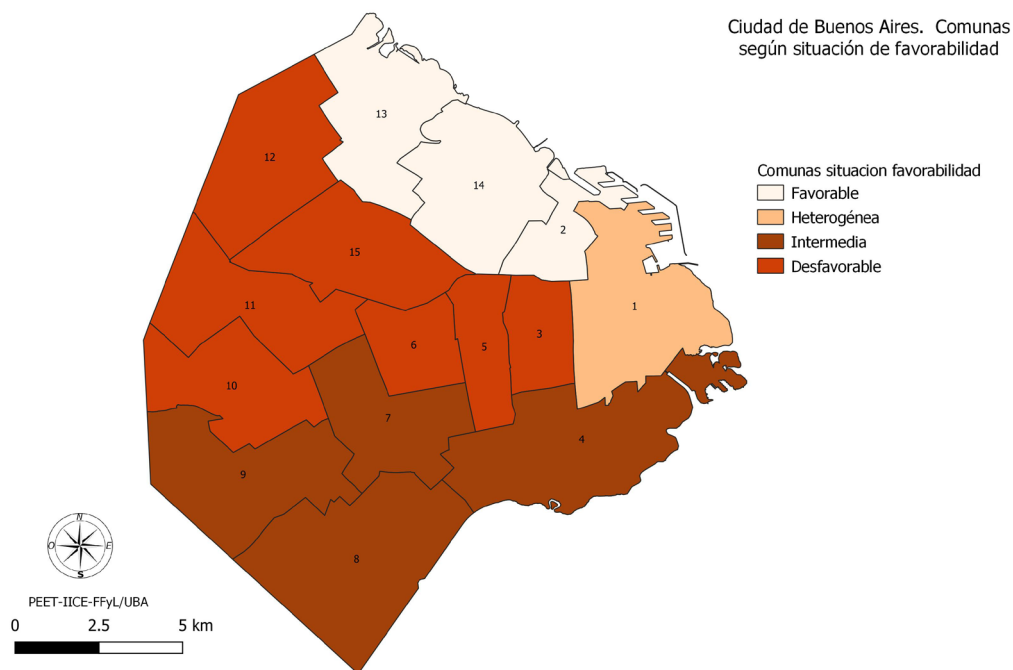 Ciudad de Buenos Aires. Comunas
según situación de favorabilidad
13
12
14
Comunas situacion favorabilidad
Favorable
Heterogénea
Intermedia
Desfavorable
2
15
11
1
3
6
5
10
7
4
9
8
N
O
E
S
PEET-IICE-FFyL/UBA
0 2.5 5 km